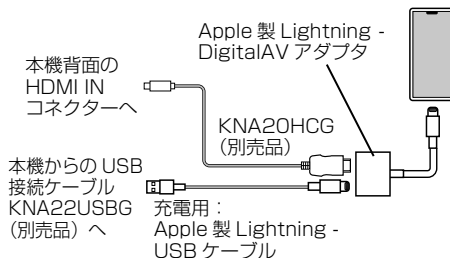 Apple 製 Lightning -
DigitalAV アダプタ
本機背面の
HDMI IN
コネクターへ
KNA20HCG
（別売品）
本機からの USB
接続ケーブル
KNA22USBG
（別売品）へ
充電用：
Apple 製 Lightning -
USB ケーブル